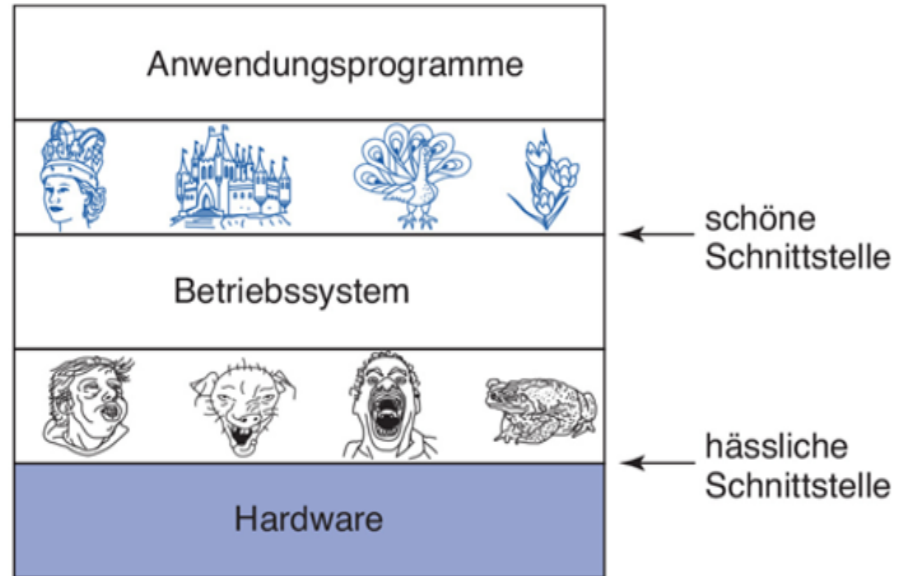 Anwendungsprogramme
schöne
Schnittstelle
Betriebssystem
hässliche
Schnittstelle
Hardware